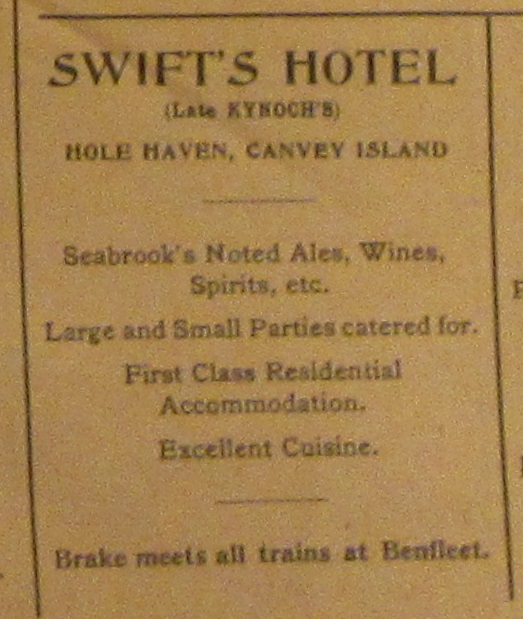 SWIFT'S HOTEL
(Late KYNOCH'S)
HOLE HAVEN, CANVEY ISLAND
Seabrook's Noted Ales, Wines,
Spirits, etc.
Large and Small Parties catered for.
First Class Residential
Accommodation.
Excellent Cuisine.
Brake meets all trains at Benfleet.